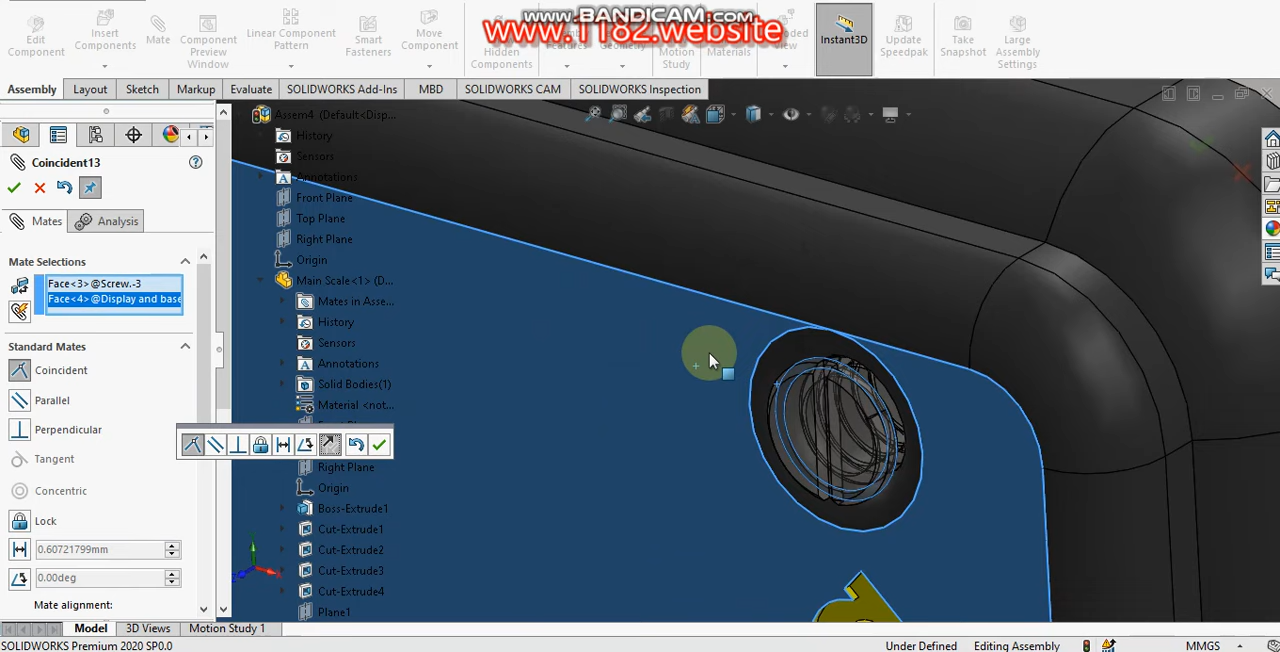 www.BANDICAM.com
www.1182.website
Edit Component
Insert Components
Mate
Component Preview Window
Linear Component Pattern
Smart Fasteners
Move Component
Hidden Components
Features
Geometry
Motion Study
Materials
View
Instant3D
Update Speedpak
Take Snapshot
Large Assembly Settings
Assembly
Layout
Sketch
Markup
Evaluate
SOLIDWORKS Add-Ins
MBD
SOLIDWORKS CAM
SOLIDWORKS Inspection
Coincident13
Mates
Analysis
Mate Selections
Face<3>@Screw.-3
Face<4>@Display and base
Standard Mates
Coincident
Parallel
Perpendicular
Tangent
Concentric
Lock
0.60721799mm
0.00deg
Mate alignment:
Assem4 (Default<Disp...
History
Sensors
Annotations
Front Plane
Top Plane
Right Plane
Origin
Main Scale<1> (D...
Mates in Asse...
History
Sensors
Annotations
Solid Bodies(1)
Material <not...
Right Plane
Origin
Boss-Extrude1
Cut-Extrude1
Cut-Extrude2
Cut-Extrude3
Cut-Extrude4
Plane1
Model
3D Views
Motion Study 1
SOLIDWORKS Premium 2020 SP0.0
Under Defined
Editing Assembly
MMGS